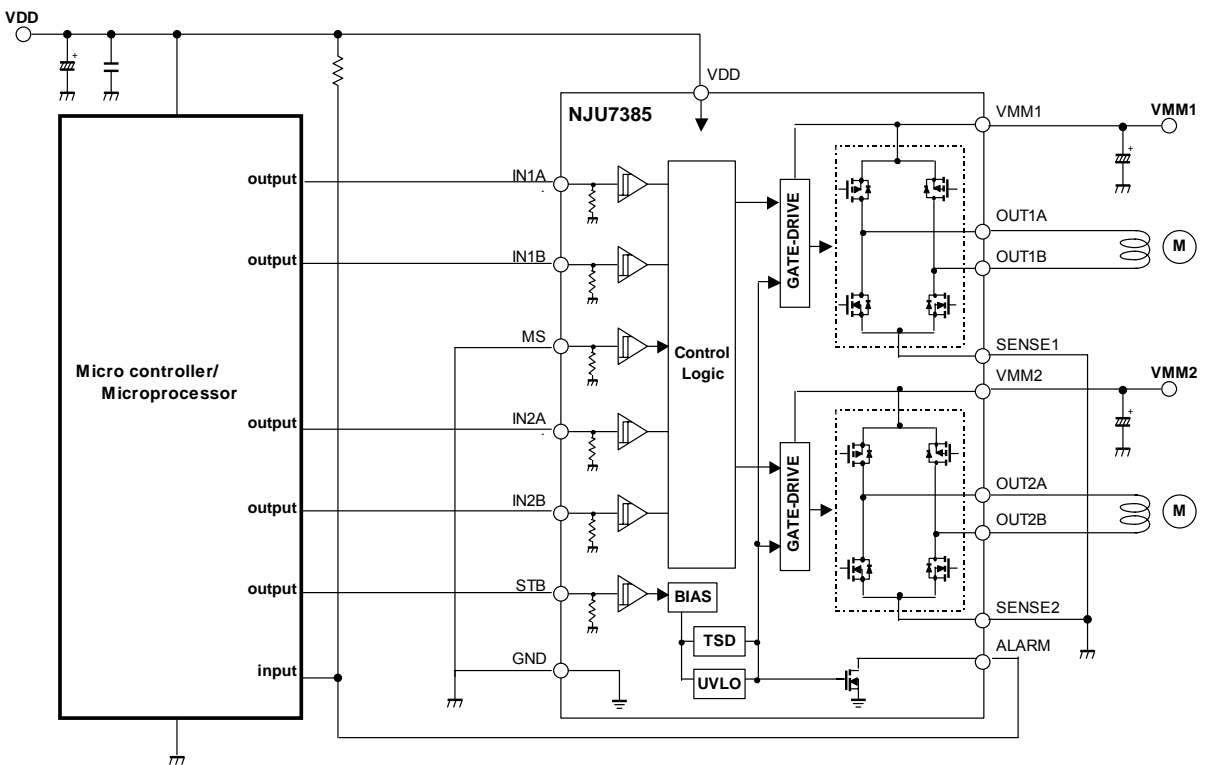 VDD
VDD
NJU7385
VMM1
VMM1
output
IN1A
OUT1A
GATE-DRIVE
M
output
IN1B
OUT1B
MS
SENSE1
Control
Logic
Micro controller/
Microprocessor
VMM2
VMM2
output
IN2A
GATE-DRIVE
OUT2A
M
output
IN2B
OUT2B
output
STB
BIAS
SENSE2
TSD
ALARM
input
GND
UVLO